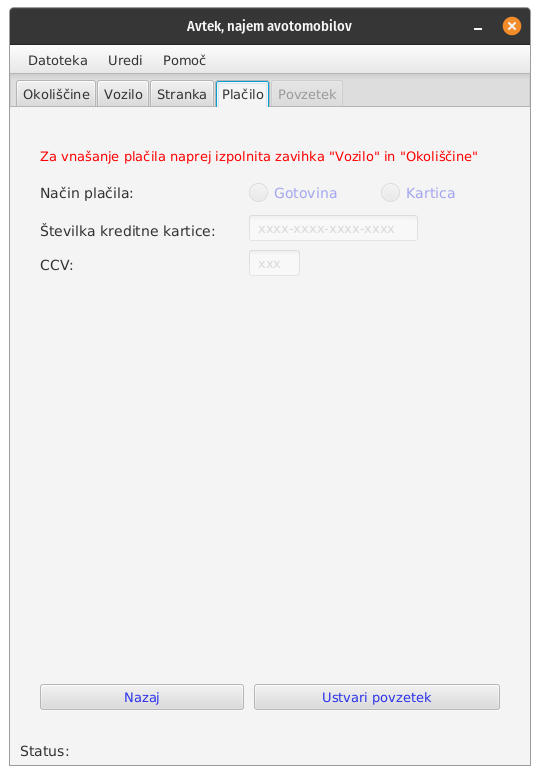 Avtek, najem avotomobilov
Datoteka Uredi Pomoč
Okoliščine Vozilo Stranka Plačilo Povzetek
Za vnašanje plačila naprej izpolnita zavihka "Vozilo" in "Okoliščine"
Način plačila: Gotovina Kartica
Številka kreditne kartice: xxxx-xxxx-xxxx-xxxx
CCV: xxx
Nazaj Ustvari povzetek
Status: